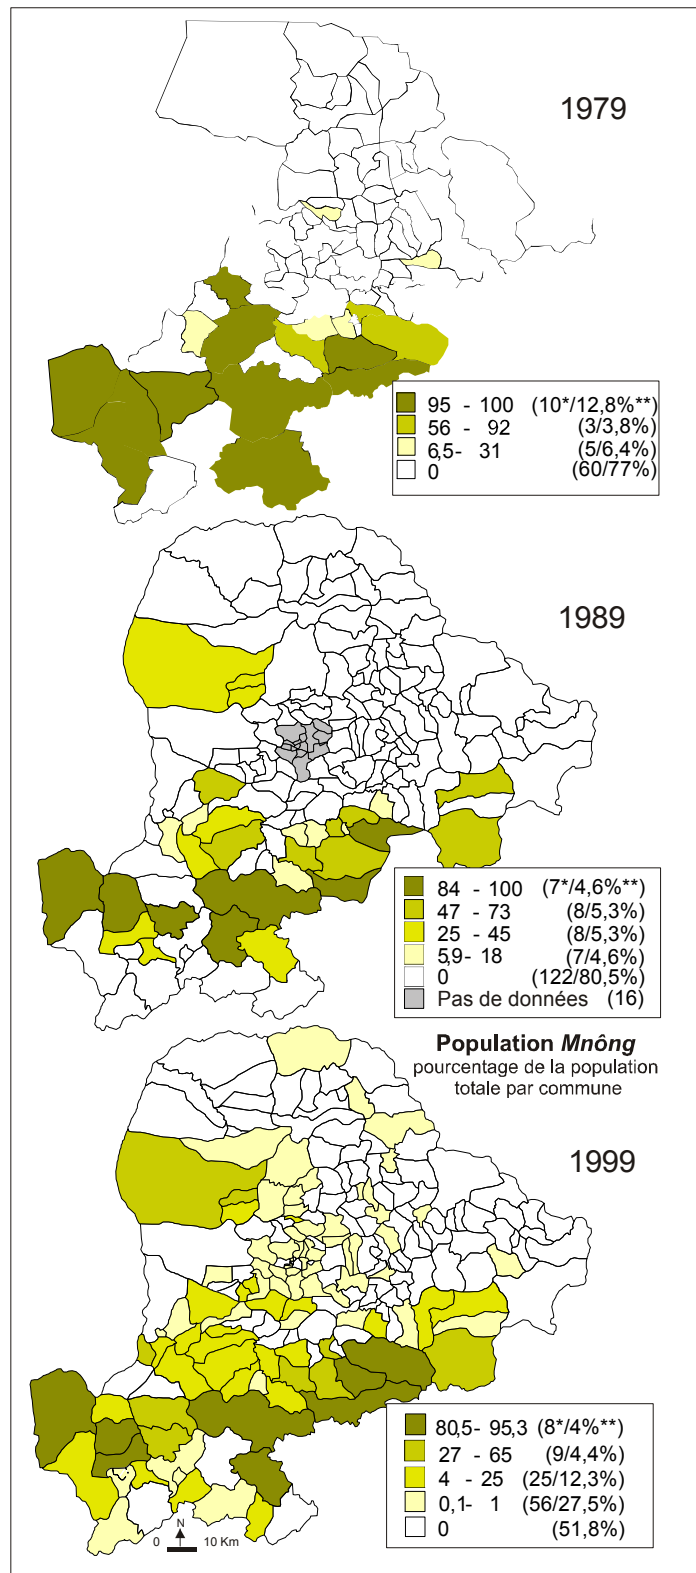 1979
95 - 100 (10*/12,8%**)
56 - 92 (3/3,8%)
6,5- 31 (5/6,4%)
0 (60/77%)
1989
84 - 100 (7*/4,6%**)
47 - 73 (8/5,3%)
25 - 45 (8/5,3%)
5,9- 18 (7/4,6%)
0 (122/80,5%)
Pas de données (16)
Population Mnông
pourcentage de la population
totale par commune
1999
80,5- 95,3 (8*/4%**)
27 - 65 (9/4,4%)
4 - 25 (25/12,3%)
0,1- 1 (56/27,5%)
0 (51,8%)
N
0 10 Km